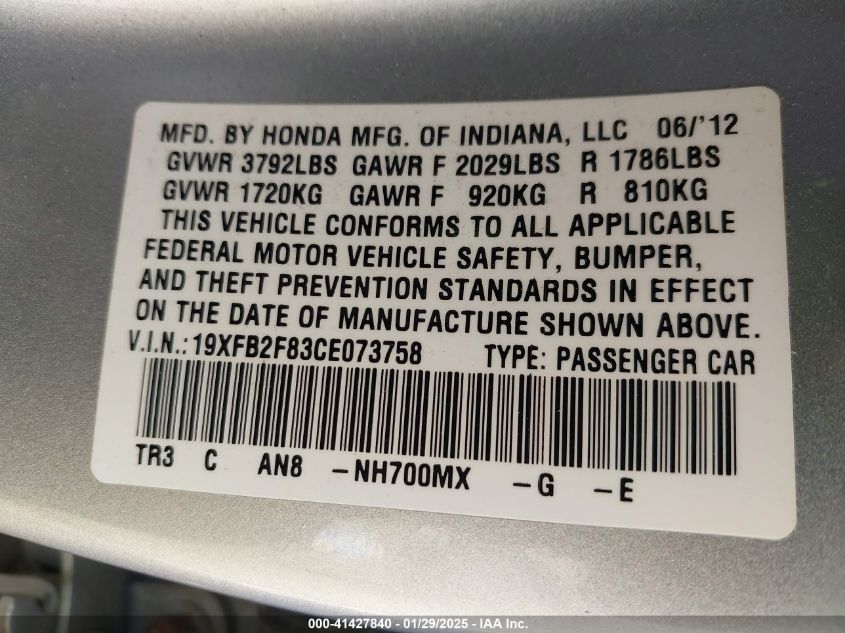 MFD. BY HONDA MFG. OF INDIANA, LLC 06/'12
GVWR 3792LBS GAWR F 2029LBS R 1786LBS
GVWR 1720KG GAWR F 920KG R 810KG
THIS VEHICLE CONFORMS TO ALL APPLICABLE
FEDERAL MOTOR VEHICLE SAFETY, BUMPER,
AND THEFT PREVENTION STANDARDS IN EFFECT
ON THE DATE OF MANUFACTURE SHOWN ABOVE.
V.I.N.: 19XFB2F83CE073758 TYPE: PASSENGER CAR
TR3 C AN8 -NH700MX -G -E
000-41427840 - 01/29/2025 - IAA Inc.